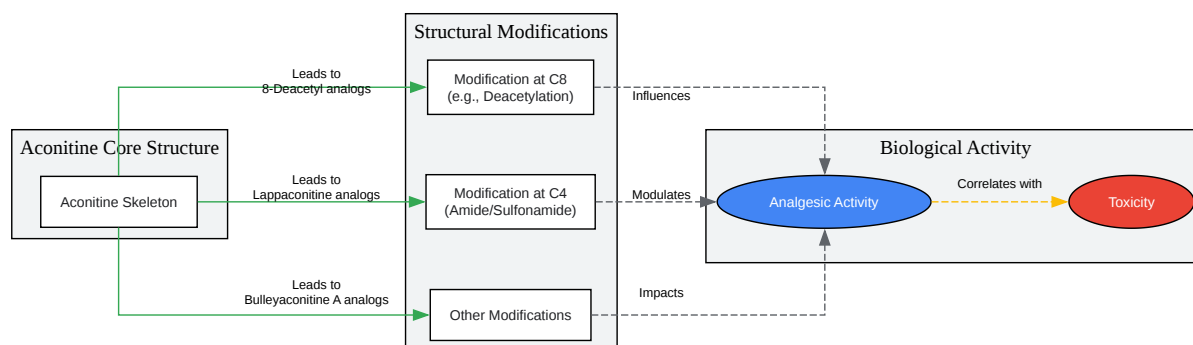 Structural Modifications
Leads to
8-Deacetyl analogs
Modification at C8
(e.g., Deacetylation)
Influences
Aconitine Core Structure
Aconitine Skeleton
Leads to
Lappaconitine analogs
Modification at C4
(Amide/Sulfonamide)
Modulates
Biological Activity
Analgesic Activity
Correlates with
Toxicity
Leads to
Bulleyaconitine A analogs
Other Modifications
Impacts